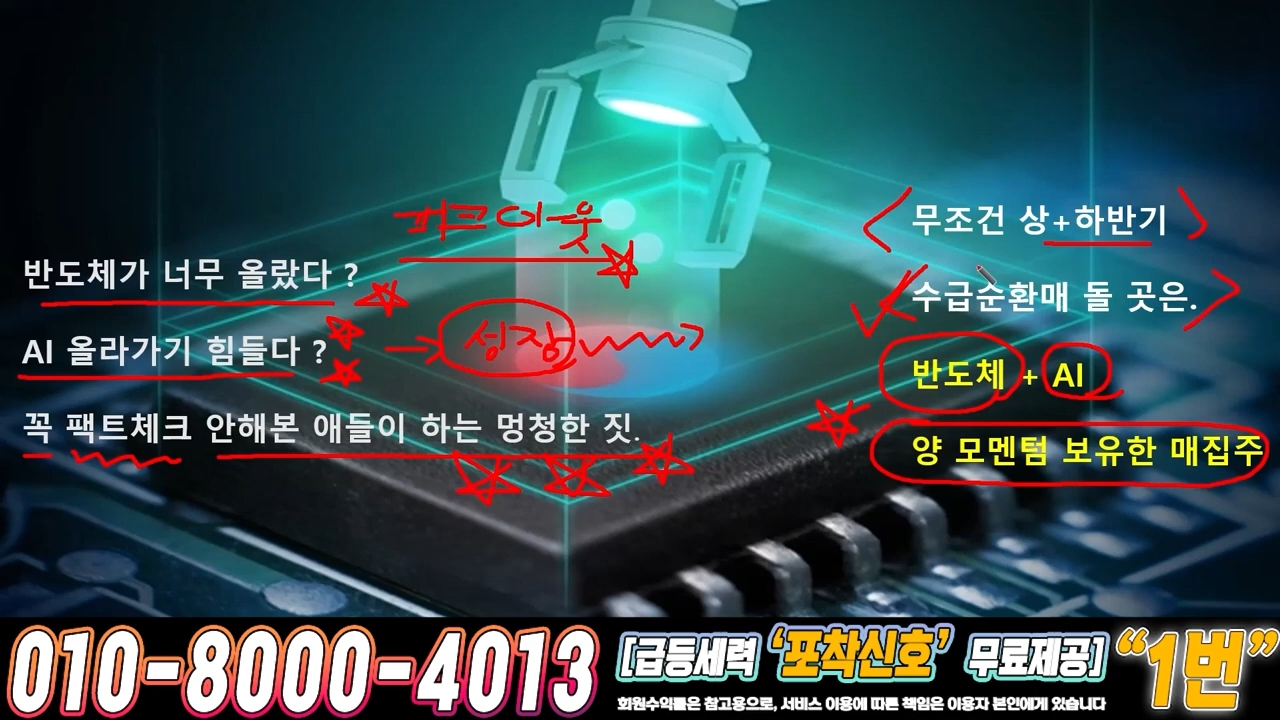 피크아웃
반도체가 너무 올랐다 ?
AI 올라가기 힘들다 ?
성장
꼭 팩트체크 안해본 애들이 하는 멍청한 짓.
무조건 상+하반기
수급순환매 돌 곳은.
반도체 + AI
양 모멘텀 보유한 매집주
010-8000-4013
[급등세력 ‘포착신호’ 무료제공] “1번”
회원수익률은 참고용으로, 서비스 이용에 따른 책임은 이용자 본인에게 있습니다